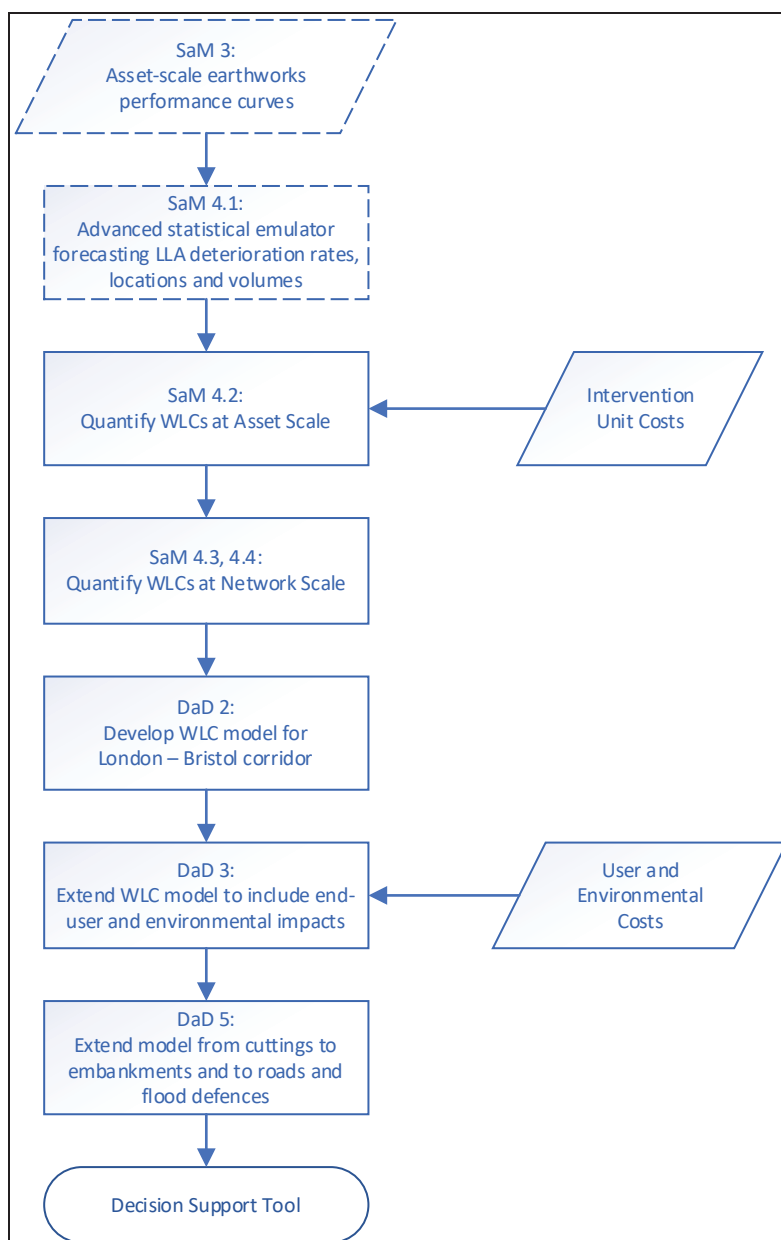 SaM 3:
Asset-scale earthworks
performance curves
SaM 4.1:
Advanced statistical emulator
forecasting LLA deterioration rates,
locations and volumes
SaM 4.2:
Quantify WLCs at Asset Scale
Intervention
Unit Costs
SaM 4.3, 4.4:
Quantify WLCs at Network Scale
DaD 2:
Develop WLC model for
London – Bristol corridor
DaD 3:
Extend WLC model to include end-
user and environmental impacts
User and
Environmental
Costs
DaD 5:
Extend model from cuttings to
embankments and to roads and
flood defences
Decision Support Tool